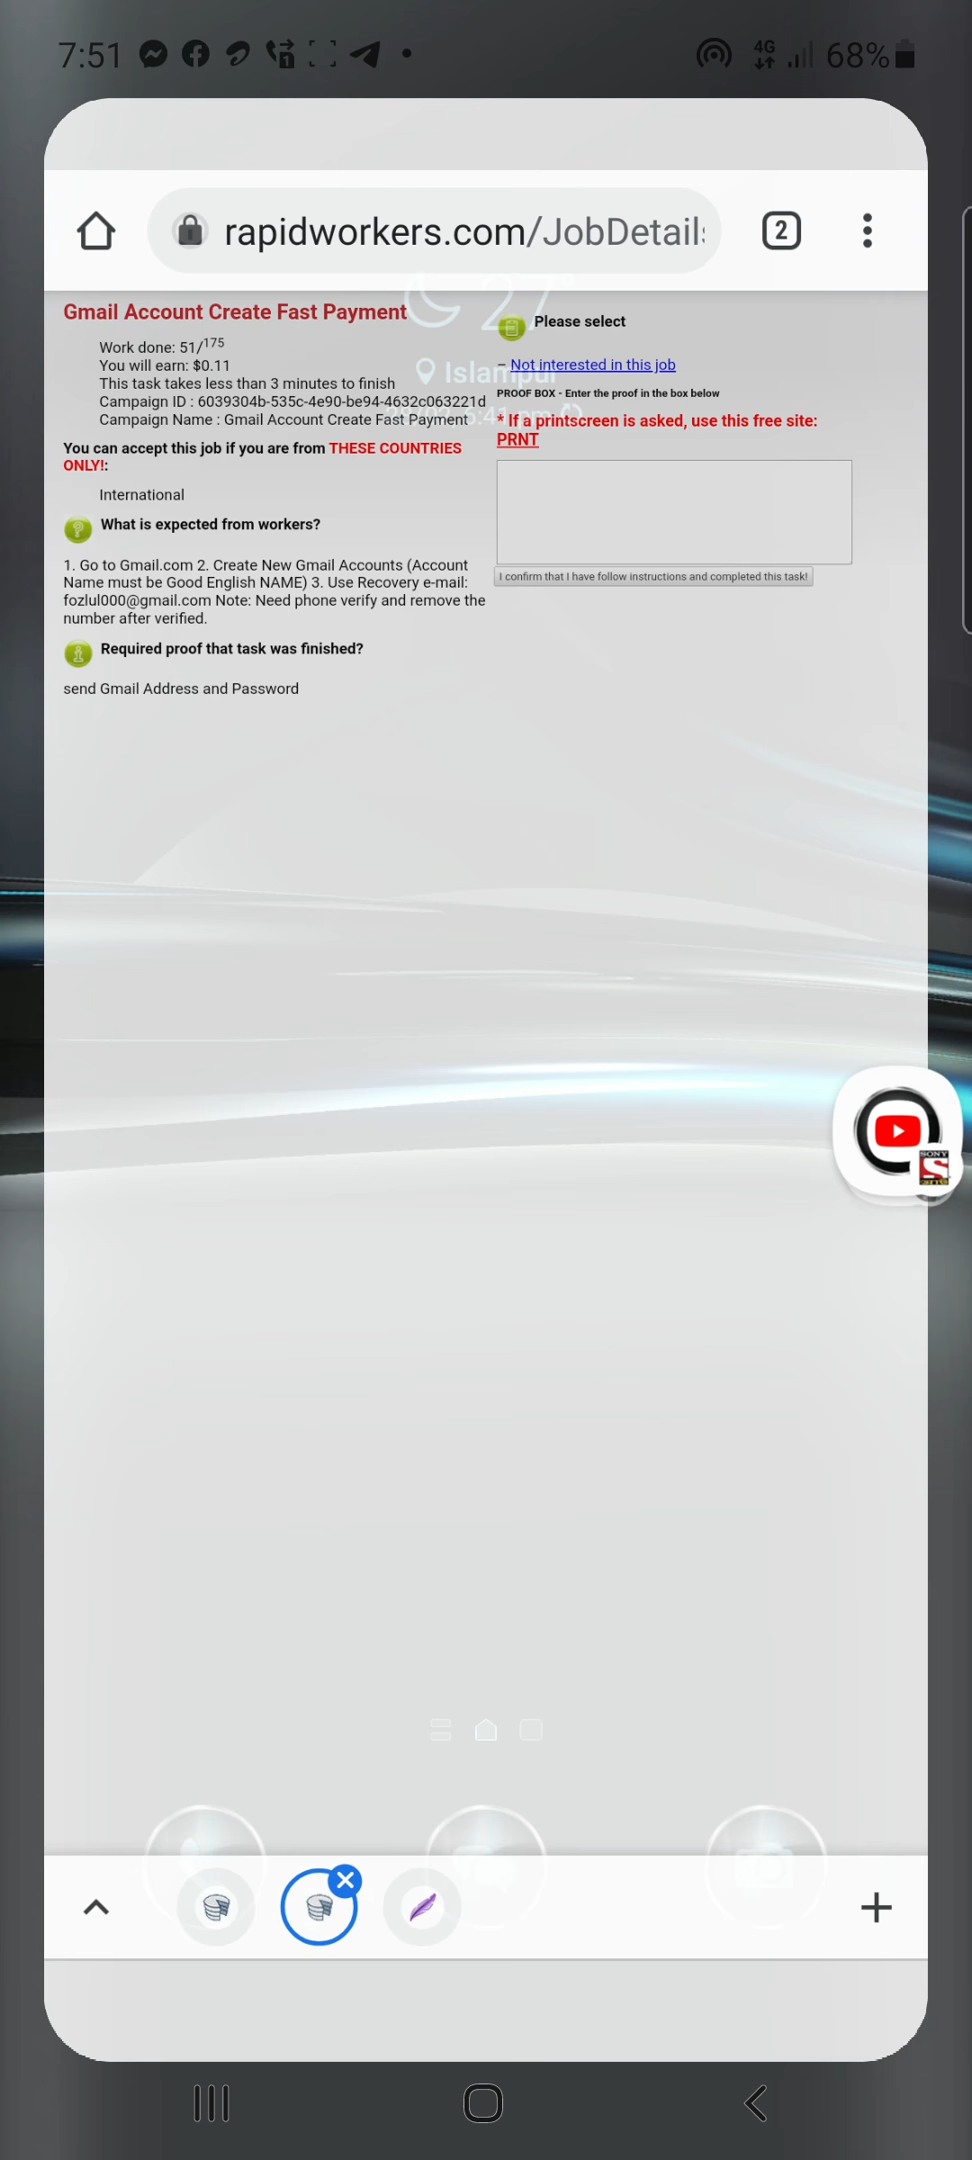 7:51
4G
68%
rapidworkers.com/JobDetails
2
27°
Islampur
Gmail Account Create Fast Payment
Work done: 51/175
You will earn: $0.11
This task takes less than 3 minutes to finish
Campaign ID : 6039304b-535c-4e90-be94-4632c063221d
Campaign Name : Gmail Account Create Fast Payment
You can accept this job if you are from THESE COUNTRIES
ONLY!:
International
What is expected from workers?
1. Go to Gmail.com 2. Create New Gmail Accounts (Account
Name must be Good English NAME) 3. Use Recovery e-mail:
fozlul000@gmail.com Note: Need phone verify and remove the
number after verified.
Required proof that task was finished?
send Gmail Address and Password
Please select
– Not interested in this job
PROOF BOX - Enter the proof in the box below
* If a printscreen is asked, use this free site:
PRNT
I confirm that I have follow instructions and completed this task!
SONY